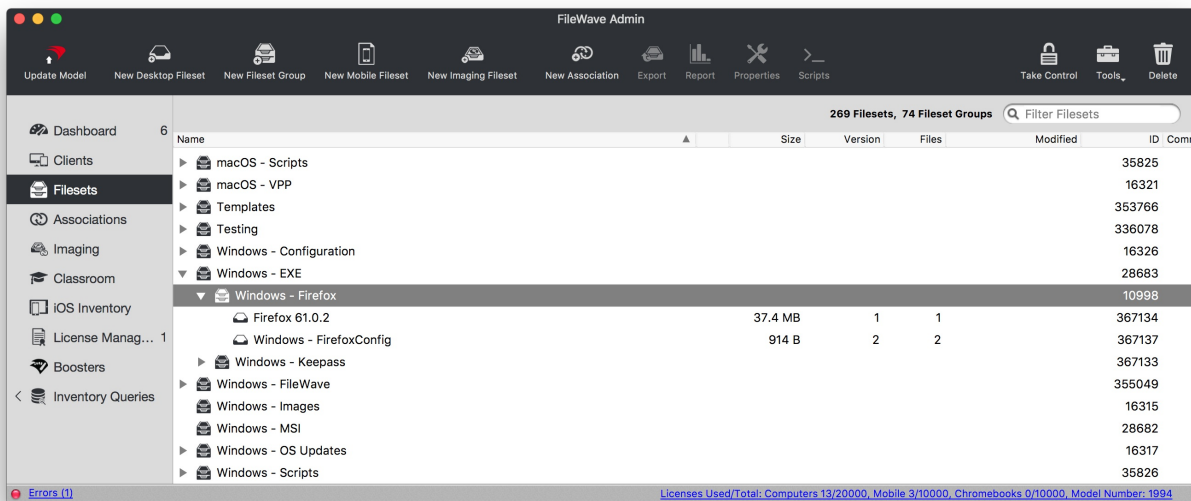 FileWave Admin
Update Model New Desktop Fileset New Fileset Group New Mobile Fileset New Imaging Fileset New Association Export Report Properties Scripts Take Control Tools Delete
269 Filesets, 74 Fileset Groups Filter Filesets
Dashboard 6
Clients
Filesets
Associations
Imaging
Classroom
iOS Inventory
License Manag... 1
Boosters
Inventory Queries
Name Size Version Files Modified ID Comm
macOS - Scripts 35825
macOS - VPP 16321
Templates 353766
Testing 336078
Windows - Configuration 16326
Windows - EXE 28683
Windows - Firefox 10998
Firefox 61.0.2 37.4 MB 1 1 367134
Windows - FirefoxConfig 914 B 2 2 367137
Windows - Keepass 367133
Windows - FileWave 355049
Windows - Images 16315
Windows - MSI 28682
Windows - OS Updates 16317
Windows - Scripts 35826
Errors (1) Licenses Used/Total: Computers 13/20000, Mobile 3/10000, Chromebooks 0/10000, Model Number: 1994